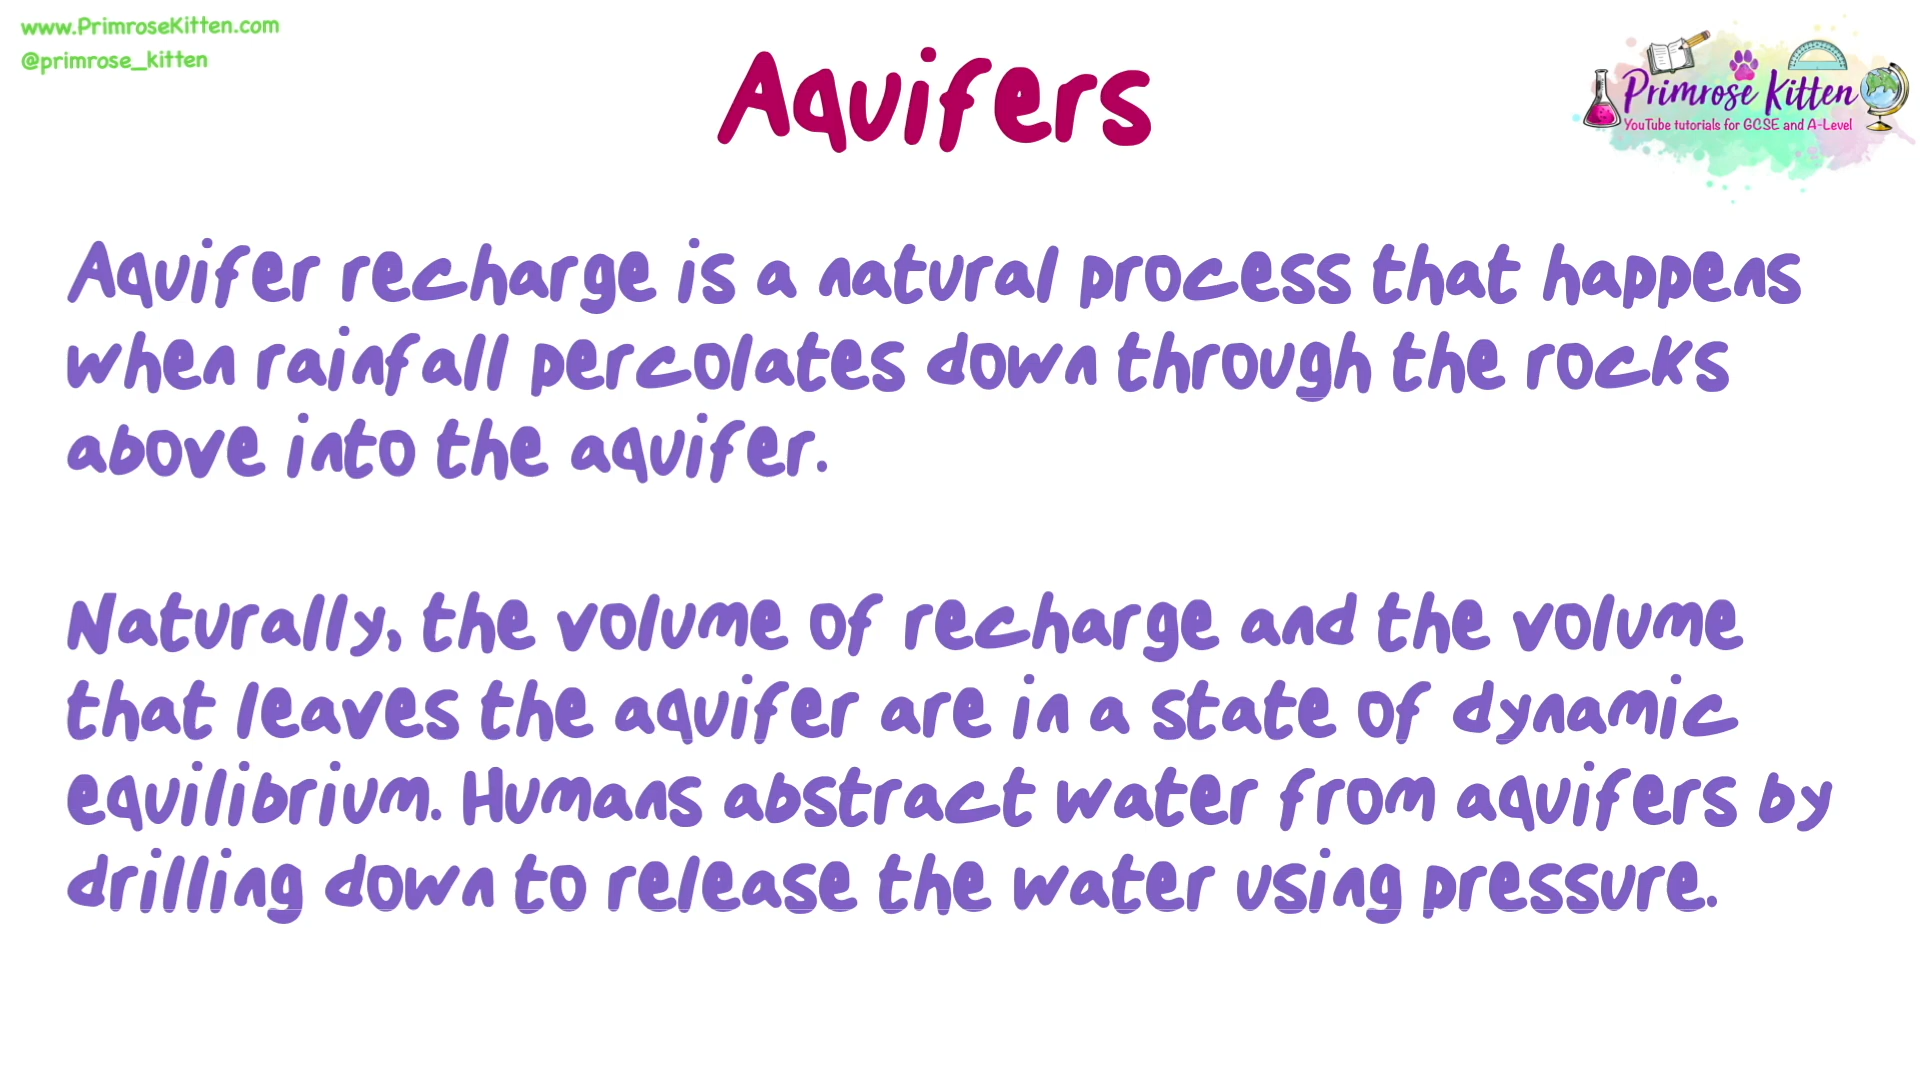 www.PrimroseKitten.com
@primrose_kitten
Aquifers
Primrose Kitten
YouTube tutorials for GCSE and A-Level
Aquifer recharge is a natural process that happens
when rainfall percolates down through the rocks
above into the aquifer.
Naturally, the volume of recharge and the volume
that leaves the aquifer are in a state of dynamic
equilibrium. Humans abstract water from aquifers by
drilling down to release the water using pressure.